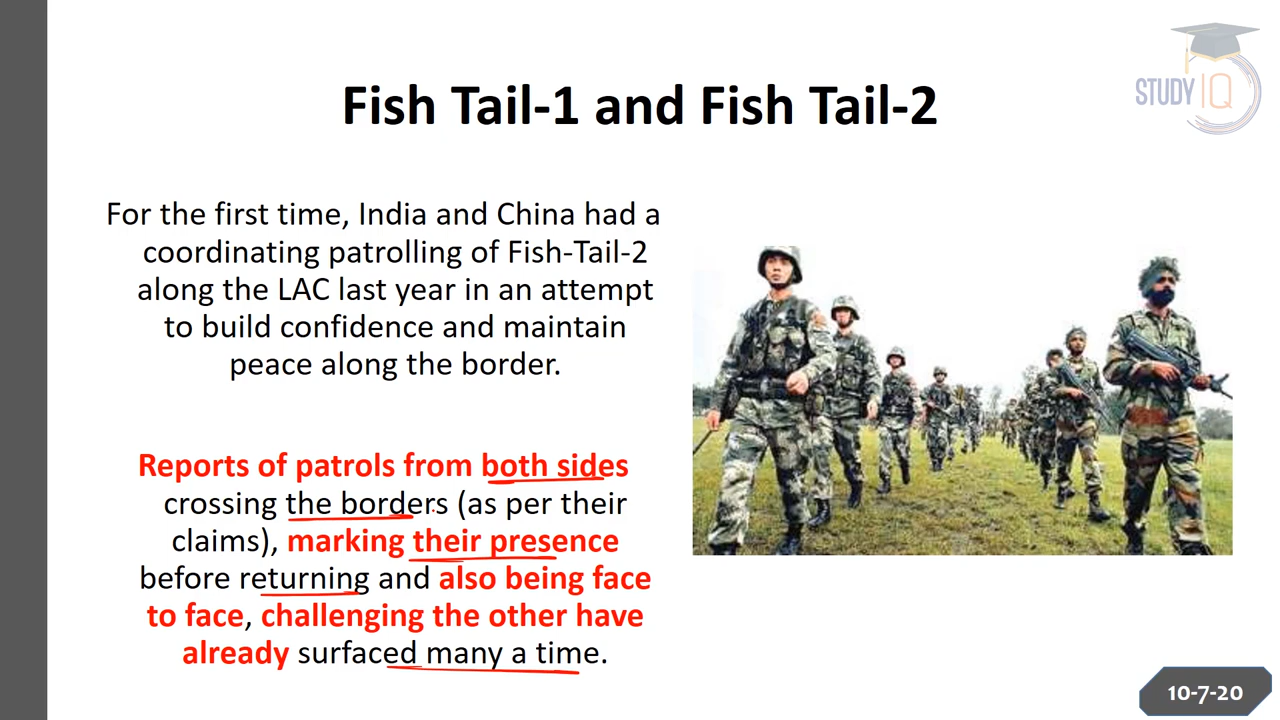 STUDY IQ
Fish Tail-1 and Fish Tail-2
For the first time, India and China had a
coordinating patrolling of Fish-Tail-2
along the LAC last year in an attempt
to build confidence and maintain
peace along the border.
Reports of patrols from both sides
crossing the borders (as per their
claims), marking their presence
before returning and also being face
to face, challenging the other have
already surfaced many a time.
10-7-20